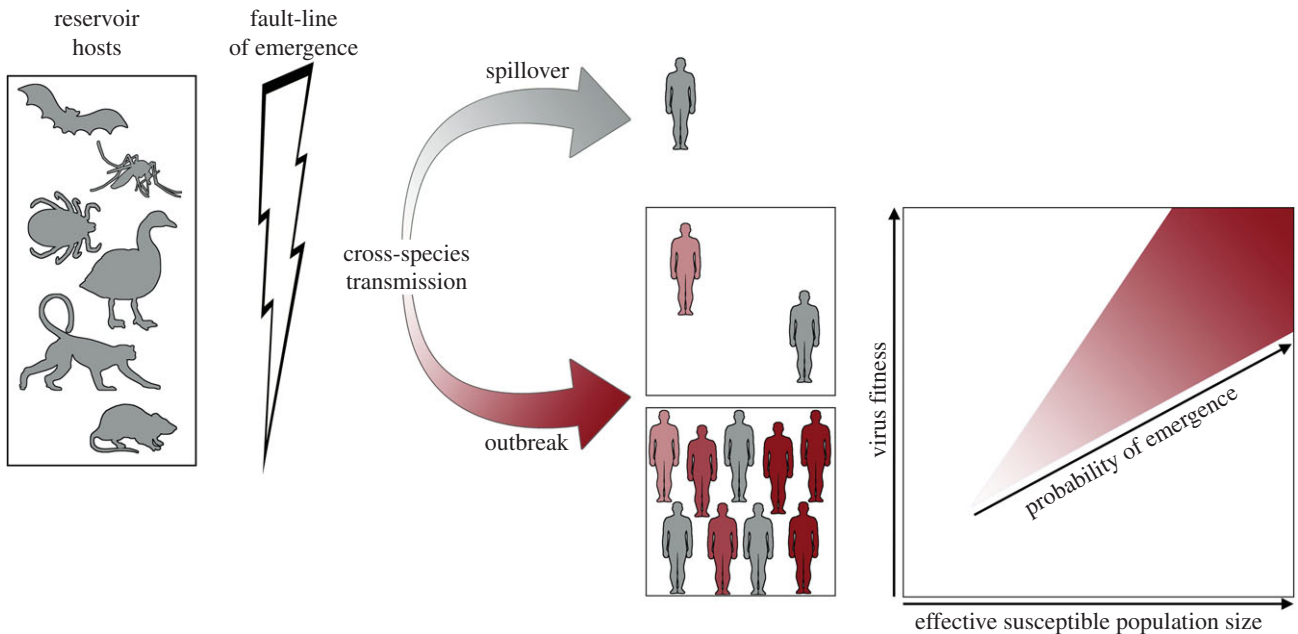 reservoir
hosts
fault-line
of emergence
spillover
cross-species
transmission
outbreak
virus fitness
probability of emergence
effective susceptible population size